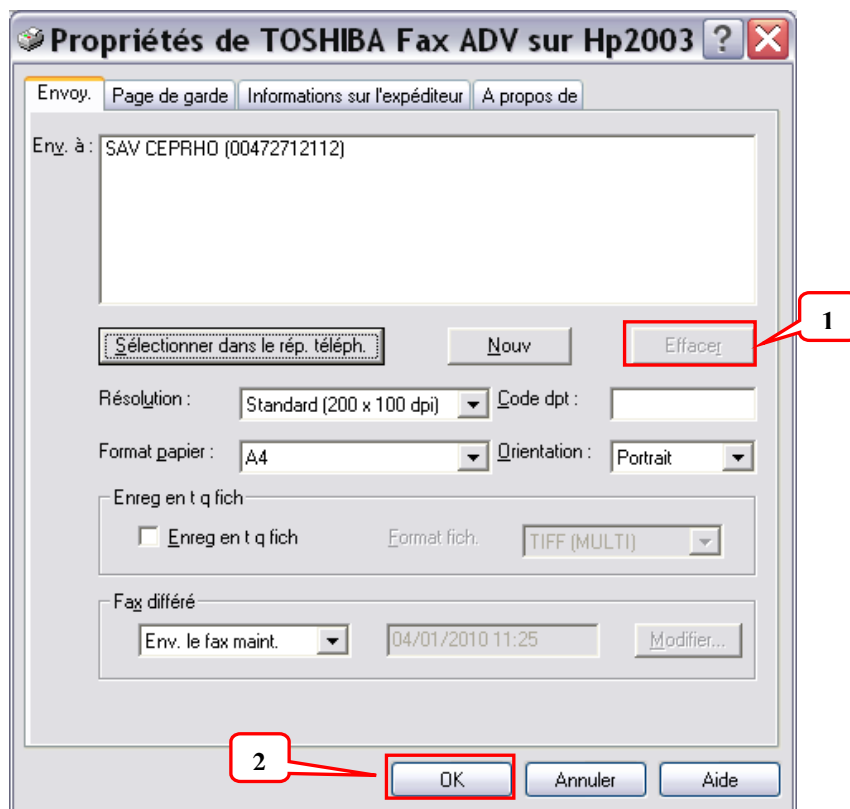 Propriétés de TOSHIBA Fax ADV sur Hp2003
Envoy. Page de garde Informations sur l'expéditeur A propos de
Env. à : SAV CEPRHO (00472712112)
1
Sélectionner dans le rép. téléph. Nouv Effacer
Résolution : Standard (200 x 100 dpi) Code dpt :
Format papier : A4 Orientation : Portrait
Enreg en t q fich
Enreg en t q fich Format fich. TIFF (MULTI)
Fax différé
Env. le fax maint. 04/01/2010 11:25 Modifier...
2
OK Annuler Aide